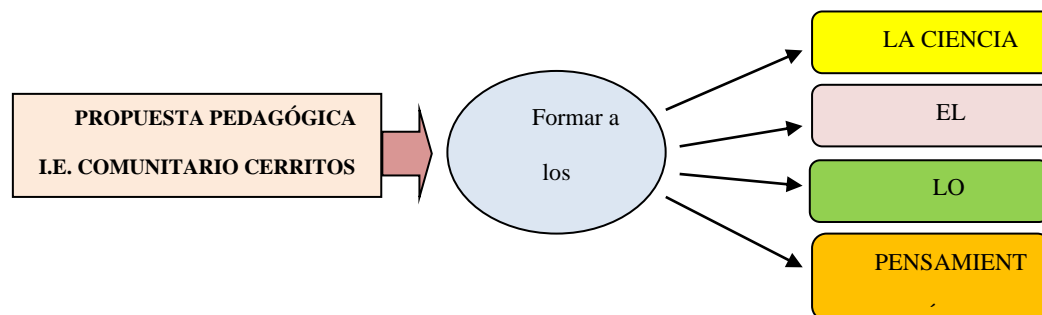 PROPUESTA PEDAGÓGICA
I.E. COMUNITARIO CERRITOS
Formar a
los
LA CIENCIA
EL
LO
PENSAMIENT